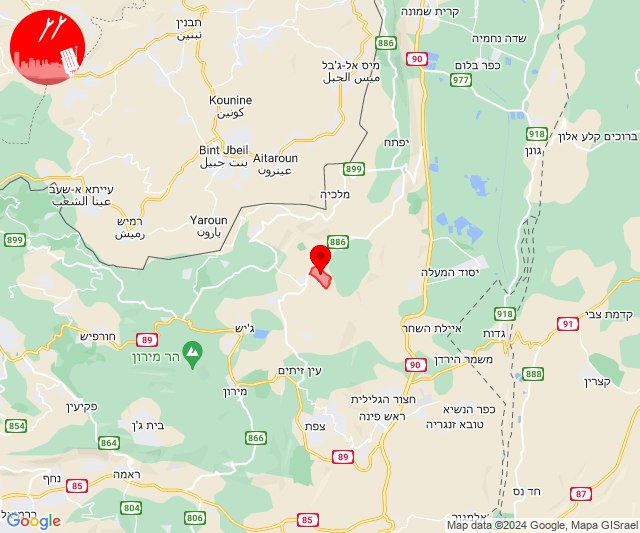 תבנין
تبنين
קרית שמונה
886
90
שדה נחמיה
מיס אל-ג'בל
ميس الجبل
כפר בלום
977
Kounine
كونين
918
ברוכים קלע אלון
גונן
Bint Jbeil
بنت جبيل
Aitaroun
عيترون
יפתח
899
עייתא א-שעב
عيتا الشعب
מלכיה
רמיש
رميش
Yaroun
يارون
899
886
יסוד המעלה
918
קדמת צבי
91
חורפיש
89
ג'יש
איילת השחר
גדות
הר מירון
משמר הירדן
90
888
עין זיתים
קצרין
מירון
חצור הגלילית
פקיעין
כפר הנשיא
ראש פינה
854
בית ג'ן
צפת
טובא זנגריה
864
866
89
נחף
ראמה
85
חד נס
87
804
806
85
אלמגור
Google
Map data ©2024 Google, Mapa GISrael